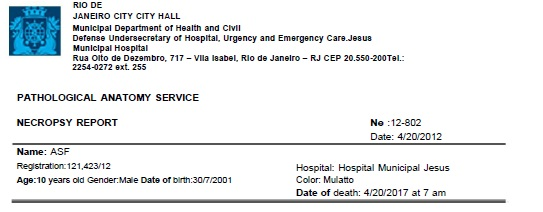 RIO DE
JANEIRO CITY CITY HALL
Municipal Department of Health and Civil
Defense Undersecretary of Hospital, Urgency and Emergency Care.Jesus
Municipal Hospital
Rua Oito de Dezembro, 717 – Vila Isabel, Rio de Janeiro – RJ CEP 20.550-200Tel.:
2254-0272 ext. 255
PATHOLOGICAL ANATOMY SERVICE
NECROPSY REPORT
No :12-802
Date: 4/20/2012
Name: ASF
Registration:121,423/12
Age:10 years old Gender:Male Date of birth:30/7/2001
Hospital: Hospital Municipal Jesus
Color: Mulatto
Date of death: 4/20/2017 at 7 am